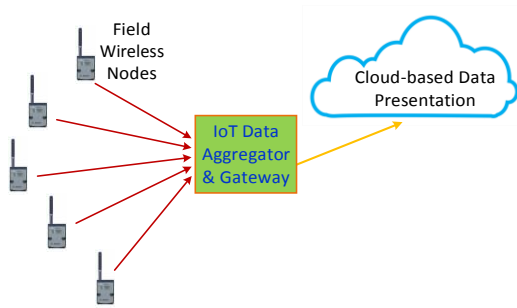 Field
Wireless
Nodes
Cloud-based Data
Presentation
IoT Data
Aggregator
& Gateway